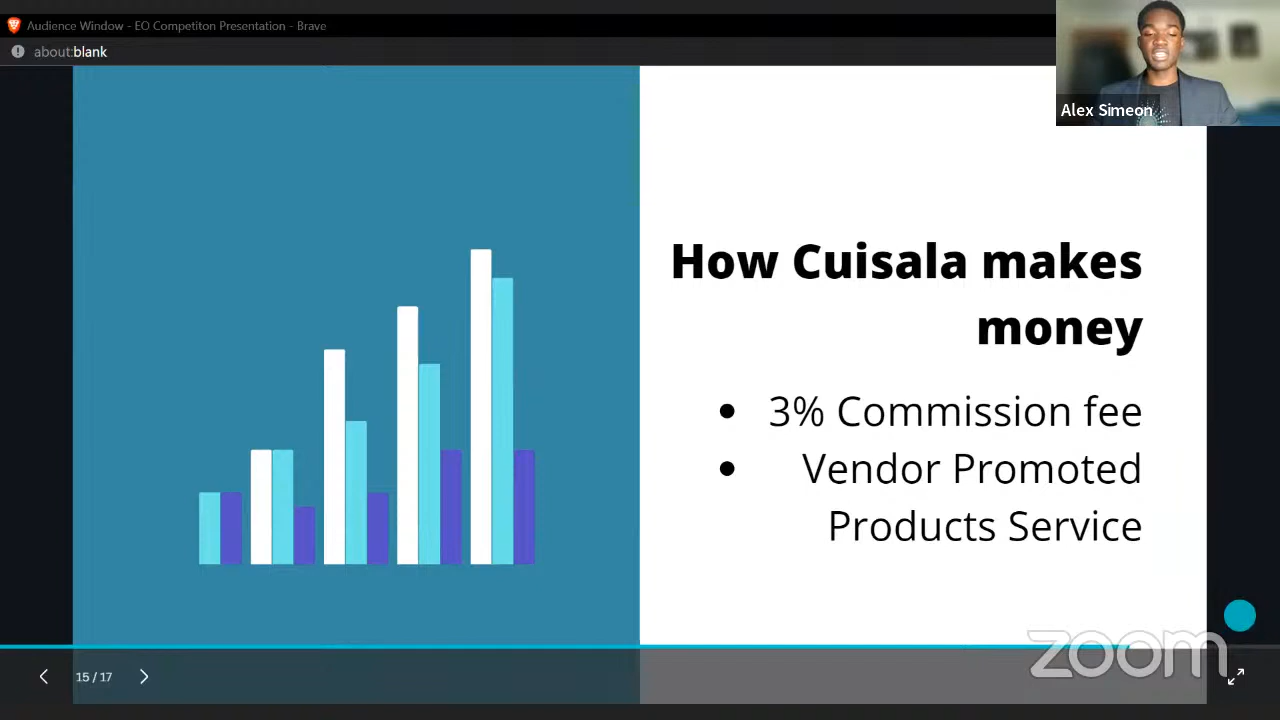 Audience Window - EO Competiton Presentation - Brave
about:blank
Alex Simeon
How Cuisala makes
money
• 3% Commission fee
• Vendor Promoted
Products Service
zoom
15 / 17